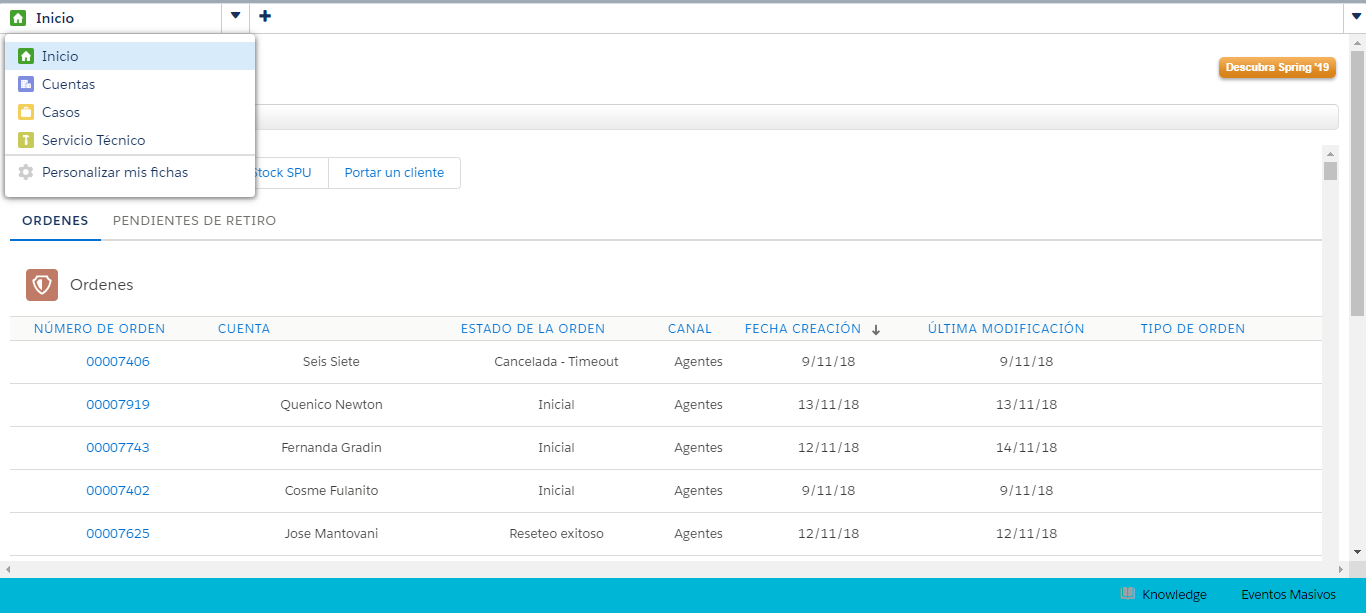 Inicio
Inicio
Cuentas
Casos
Servicio Técnico
Personalizar mis fichas
Descubra Spring '19
Stock SPU Portar un cliente
ORDENES PENDIENTES DE RETIRO
Ordenes
NÚMERO DE ORDEN CUENTA ESTADO DE LA ORDEN CANAL FECHA CREACIÓN ÚLTIMA MODIFICACIÓN TIPO DE ORDEN
00007406 Seis Siete Cancelada - Timeout Agentes 9/11/18 9/11/18
00007919 Quenico Newton Inicial Agentes 13/11/18 13/11/18
00007743 Fernanda Gradin Inicial Agentes 12/11/18 14/11/18
00007402 Cosme Fulanito Inicial Agentes 9/11/18 9/11/18
00007625 Jose Mantovani Reseteo exitoso Agentes 12/11/18 12/11/18
Knowledge Eventos Masivos